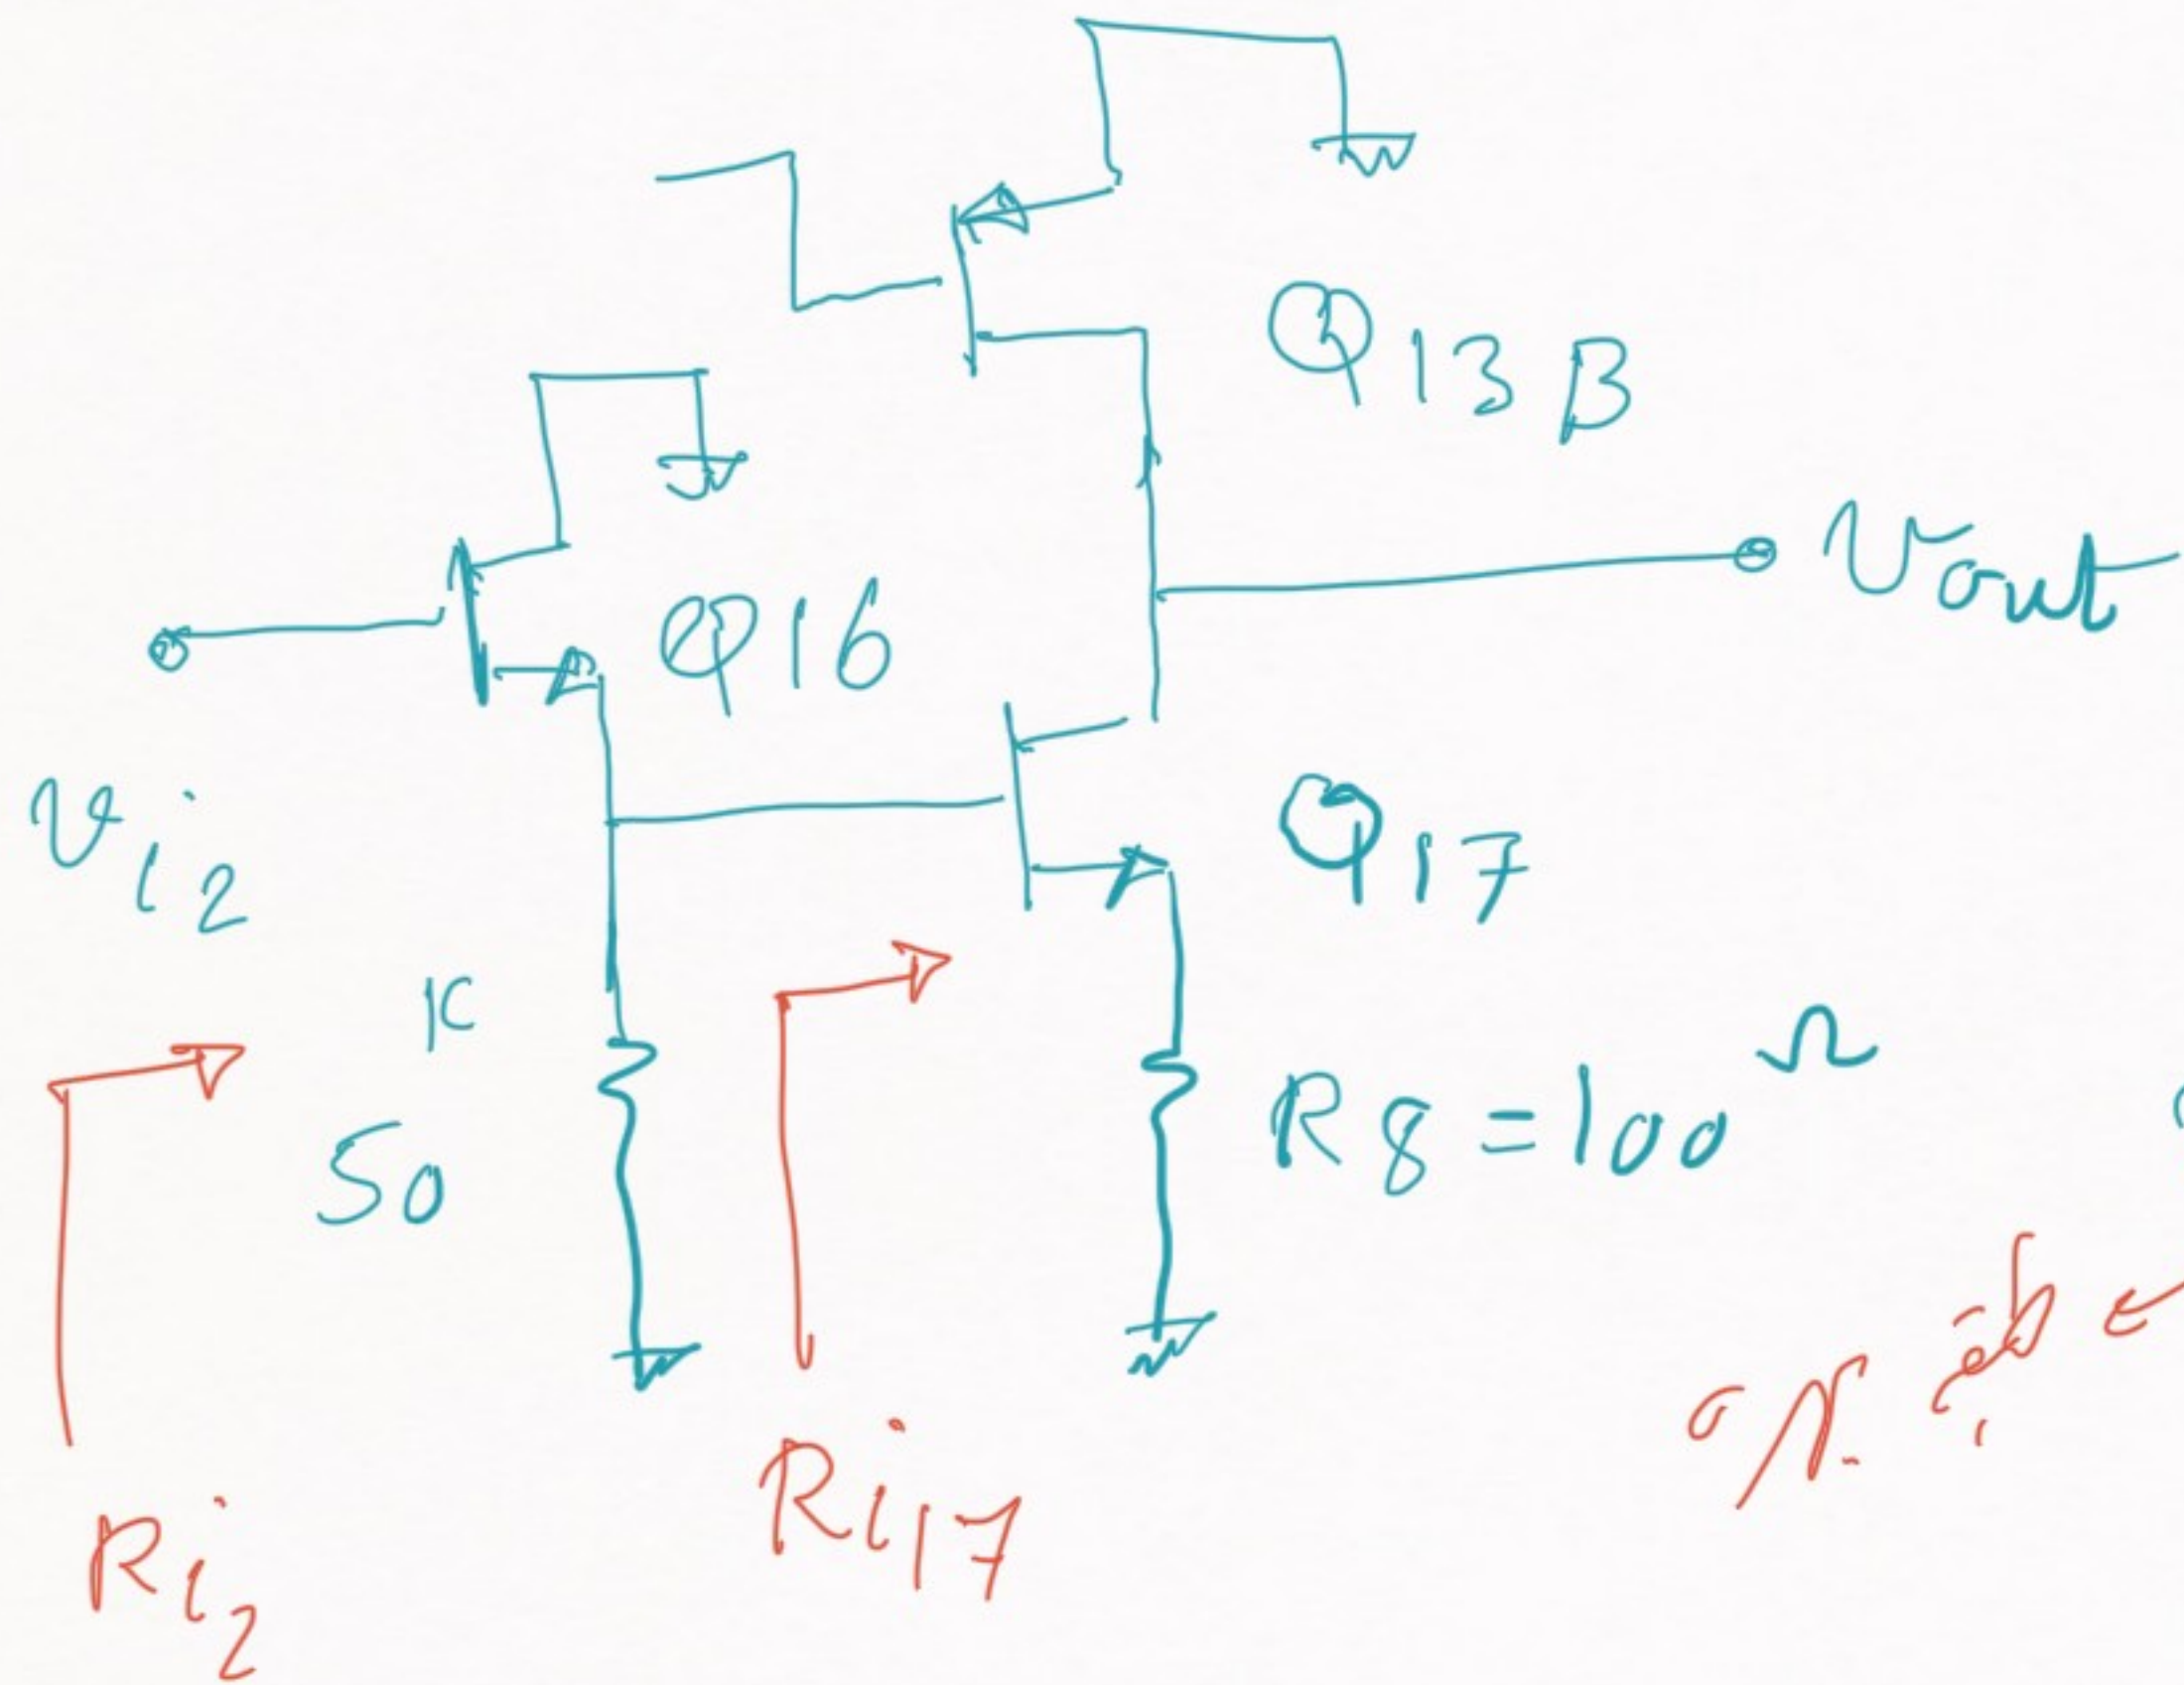 Q13B
Vout
Q16
Vi2
Q17
50 K
R8 = 100 Ω
Ri17
Ri2